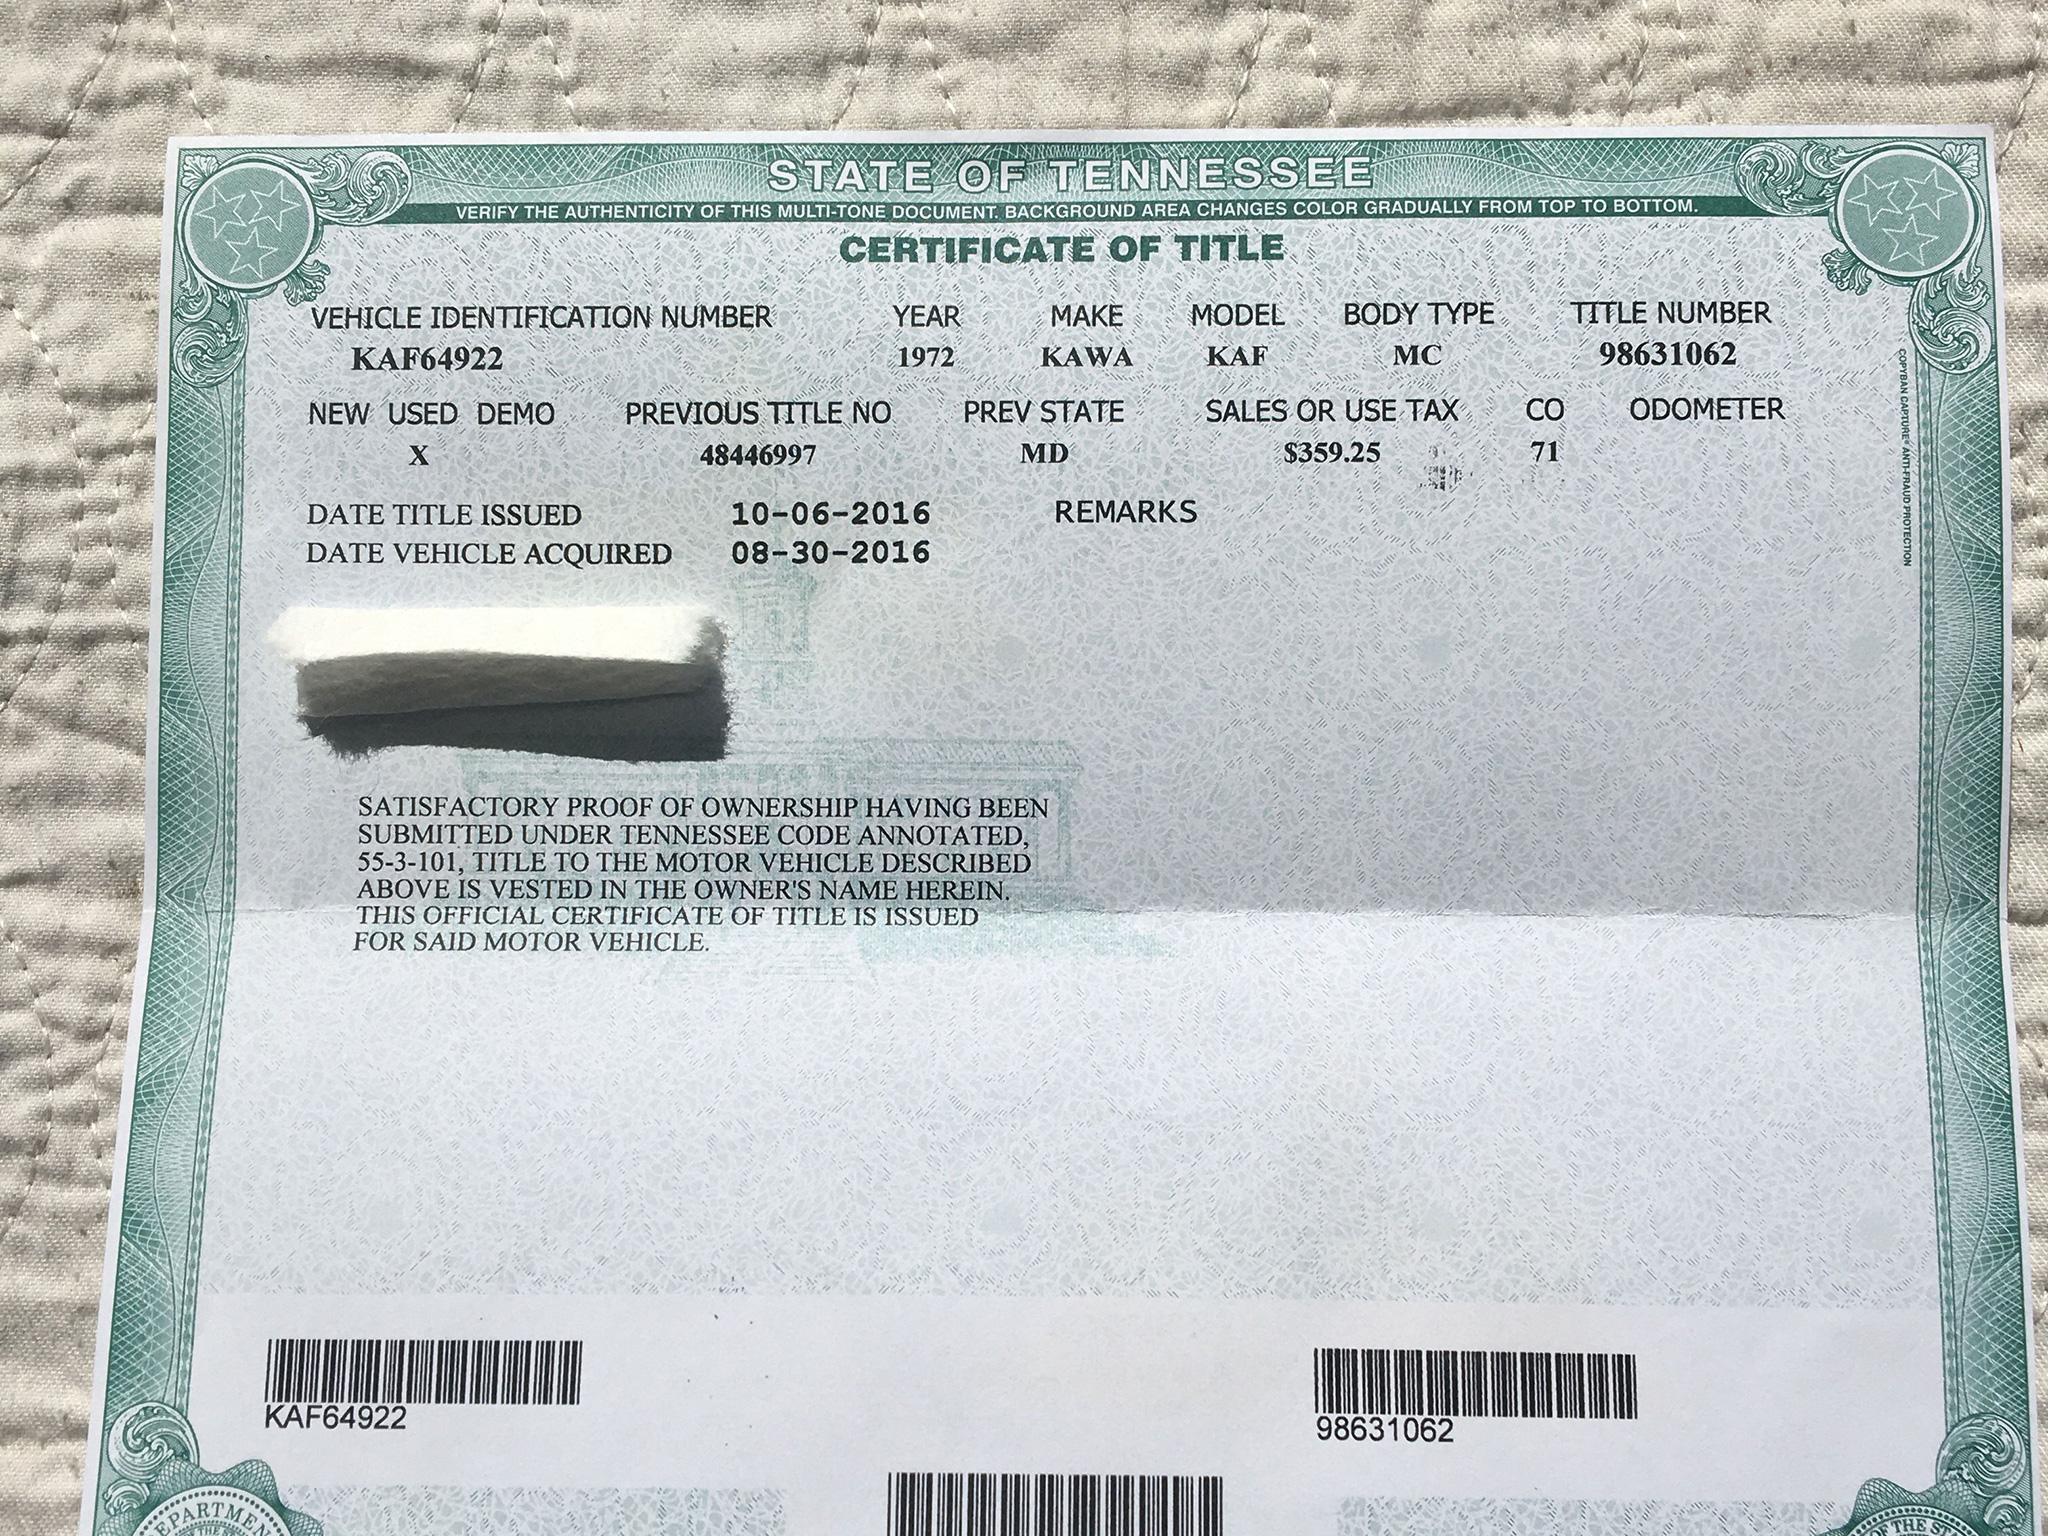 STATE OF TENNESSEE
VERIFY THE AUTHENTICITY OF THIS MULTI-TONE DOCUMENT. BACKGROUND AREA CHANGES COLOR GRADUALLY FROM TOP TO BOTTOM.
CERTIFICATE OF TITLE
VEHICLE IDENTIFICATION NUMBER YEAR MAKE MODEL BODY TYPE TITLE NUMBER
KAF64922 1972 KAWA KAF MC 98631062
NEW USED DEMO PREVIOUS TITLE NO PREV STATE SALES OR USE TAX CO ODOMETER
X 48446997 MD $359.25 71
DATE TITLE ISSUED 10-06-2016 REMARKS
DATE VEHICLE ACQUIRED 08-30-2016
COPYBAN CAPTURE® ANTI-FRAUD PROTECTION
SATISFACTORY PROOF OF OWNERSHIP HAVING BEEN
SUBMITTED UNDER TENNESSEE CODE ANNOTATED,
55-3-101, TITLE TO THE MOTOR VEHICLE DESCRIBED
ABOVE IS VESTED IN THE OWNER'S NAME HEREIN.
THIS OFFICIAL CERTIFICATE OF TITLE IS ISSUED
FOR SAID MOTOR VEHICLE.
KAF64922
98631062